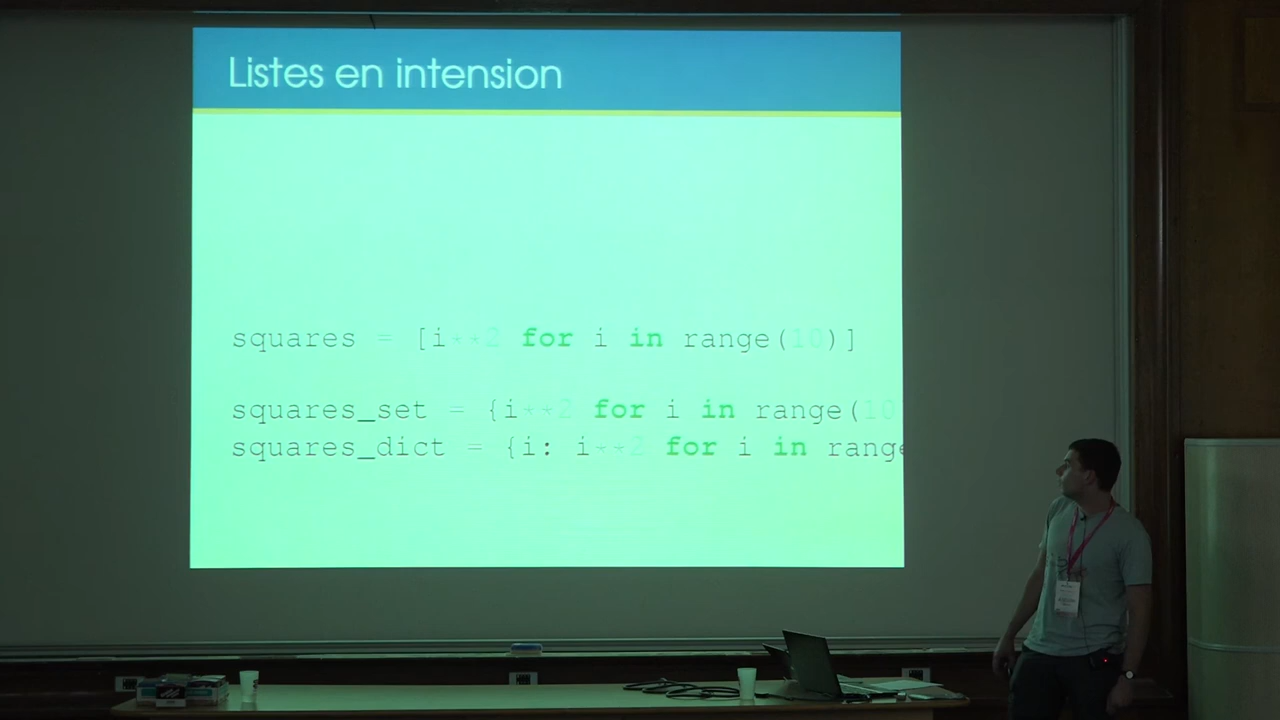 Listes en intension
squares = [i**2 for i in range(10)]
squares_set = {i**2 for i in range(10
squares_dict = {i: i**2 for i in range